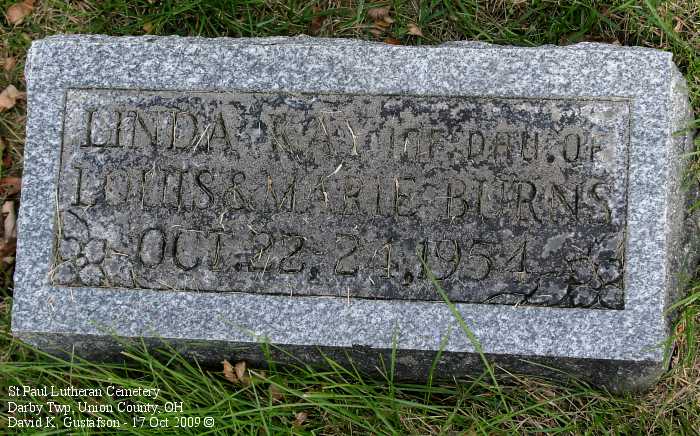 LINDA KAY INF. DAU. OF
LOUIS & MARIE BURNS
OCT. 22, 24, 1954
St Paul Lutheran Cemetery
Darby Twp, Union County, OH
David K. Gustafson - 17 Oct 2009 ©